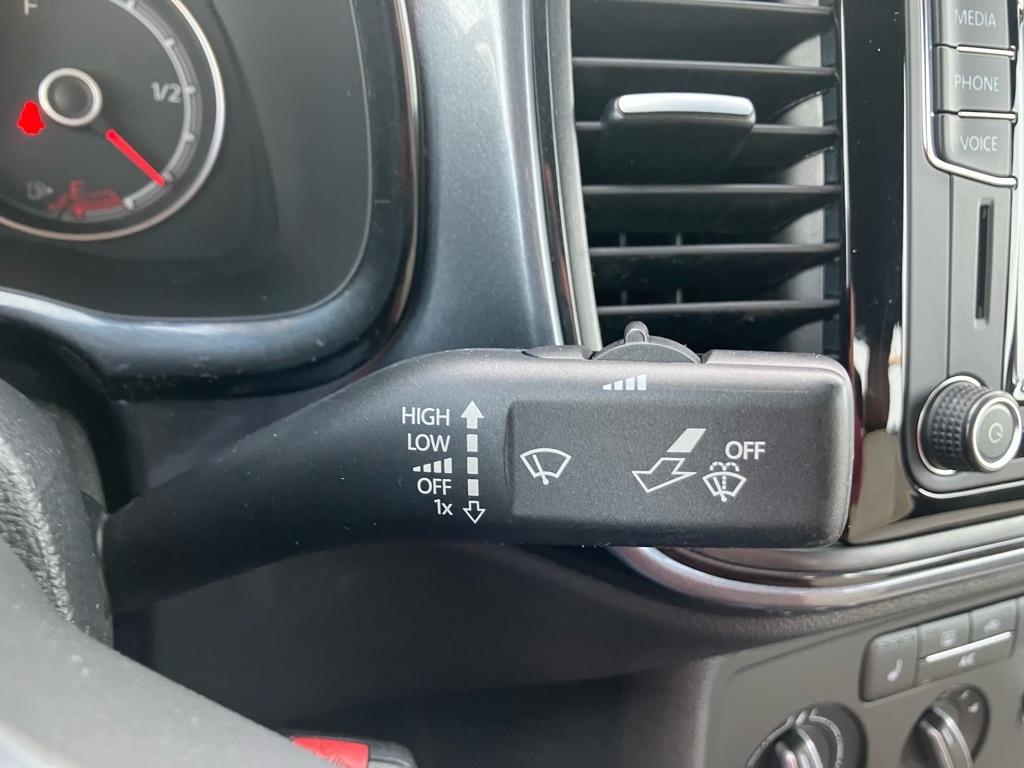 F
1/2
MEDIA
PHONE
VOICE
HIGH
LOW
OFF
1x
OFF
A/C